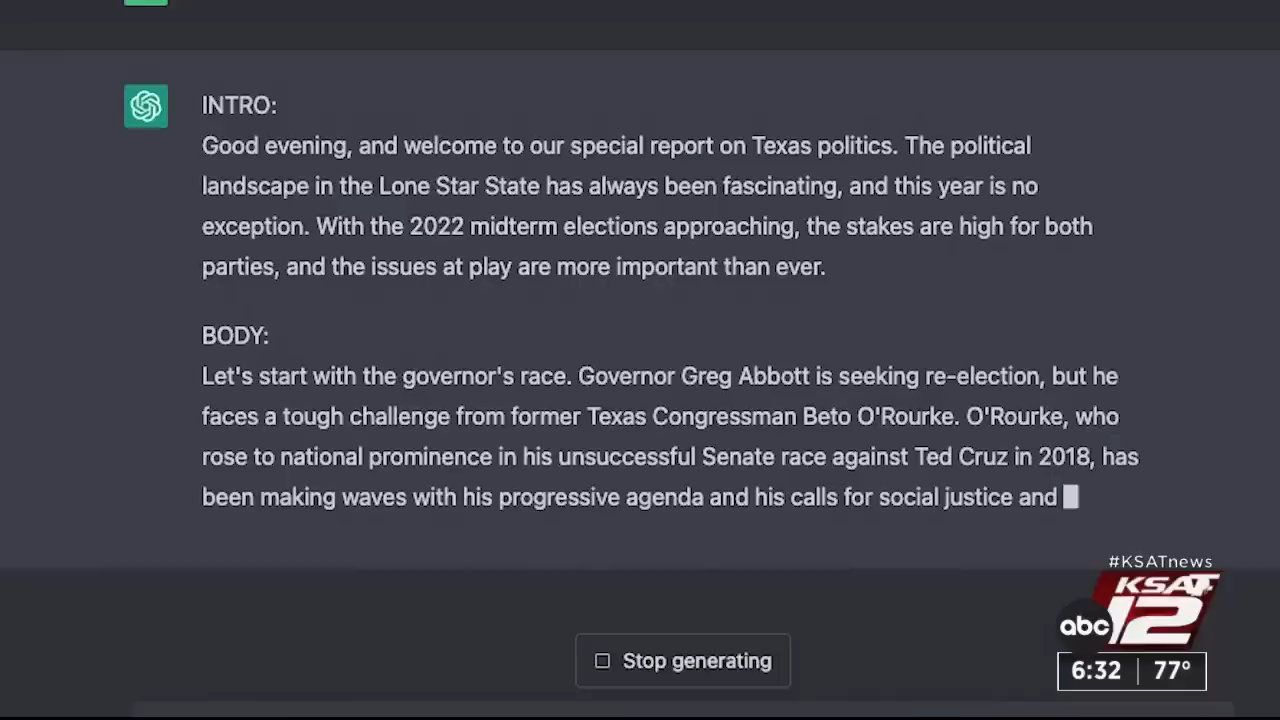 INTRO:
Good evening, and welcome to our special report on Texas politics. The political
landscape in the Lone Star State has always been fascinating, and this year is no
exception. With the 2022 midterm elections approaching, the stakes are high for both
parties, and the issues at play are more important than ever.
BODY:
Let's start with the governor's race. Governor Greg Abbott is seeking re-election, but he
faces a tough challenge from former Texas Congressman Beto O'Rourke. O'Rourke, who
rose to national prominence in his unsuccessful Senate race against Ted Cruz in 2018, has
been making waves with his progressive agenda and his calls for social justice and
Stop generating
#KSATnews
KSAT
abc 12
6:32 77°